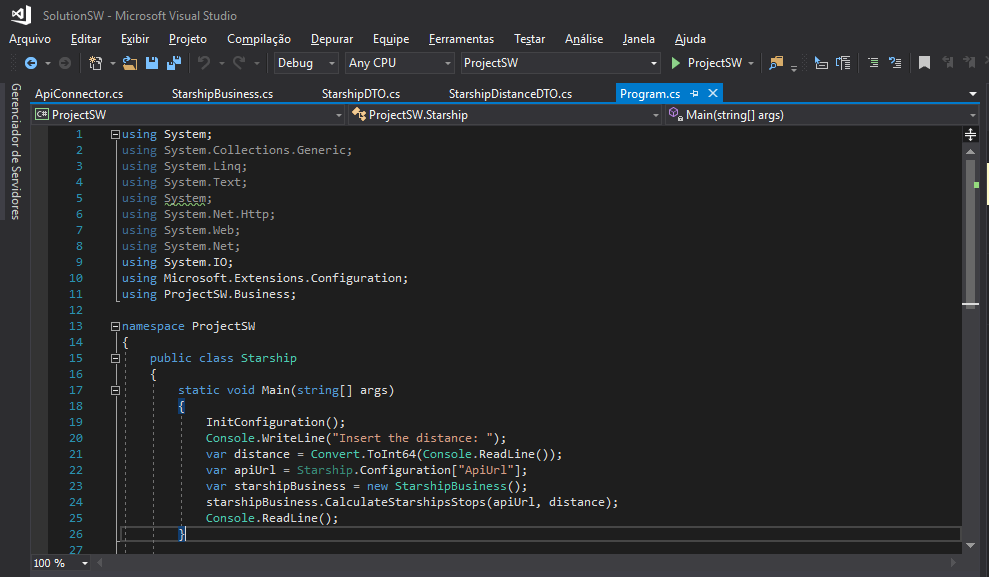 SolutionSW - Microsoft Visual Studio
Arquivo Editar Exibir Projeto Compilação Depurar Equipe Ferramentas Testar Análise Janela Ajuda
Debug Any CPU ProjectSW ProjectSW
Gerenciador de Servidores
ApiConnector.cs StarshipBusiness.cs StarshipDTO.cs StarshipDistanceDTO.cs Program.cs
C# ProjectSW ProjectSW.Starship Main(string[] args)
1 using System;
2 using System.Collections.Generic;
3 using System.Linq;
4 using System.Text;
5 using System;
6 using System.Net.Http;
7 using System.Web;
8 using System.Net;
9 using System.IO;
10 using Microsoft.Extensions.Configuration;
11 using ProjectSW.Business;
12
13 namespace ProjectSW
14 {
15 public class Starship
16 {
17 static void Main(string[] args)
18 {
19 InitConfiguration();
20 Console.WriteLine("Insert the distance: ");
21 var distance = Convert.ToInt64(Console.ReadLine());
22 var apiUrl = Starship.Configuration["ApiUrl"];
23 var starshipBusiness = new StarshipBusiness();
24 starshipBusiness.CalculateStarshipsStops(apiUrl, distance);
25 Console.ReadLine();
26 }
27
100 %